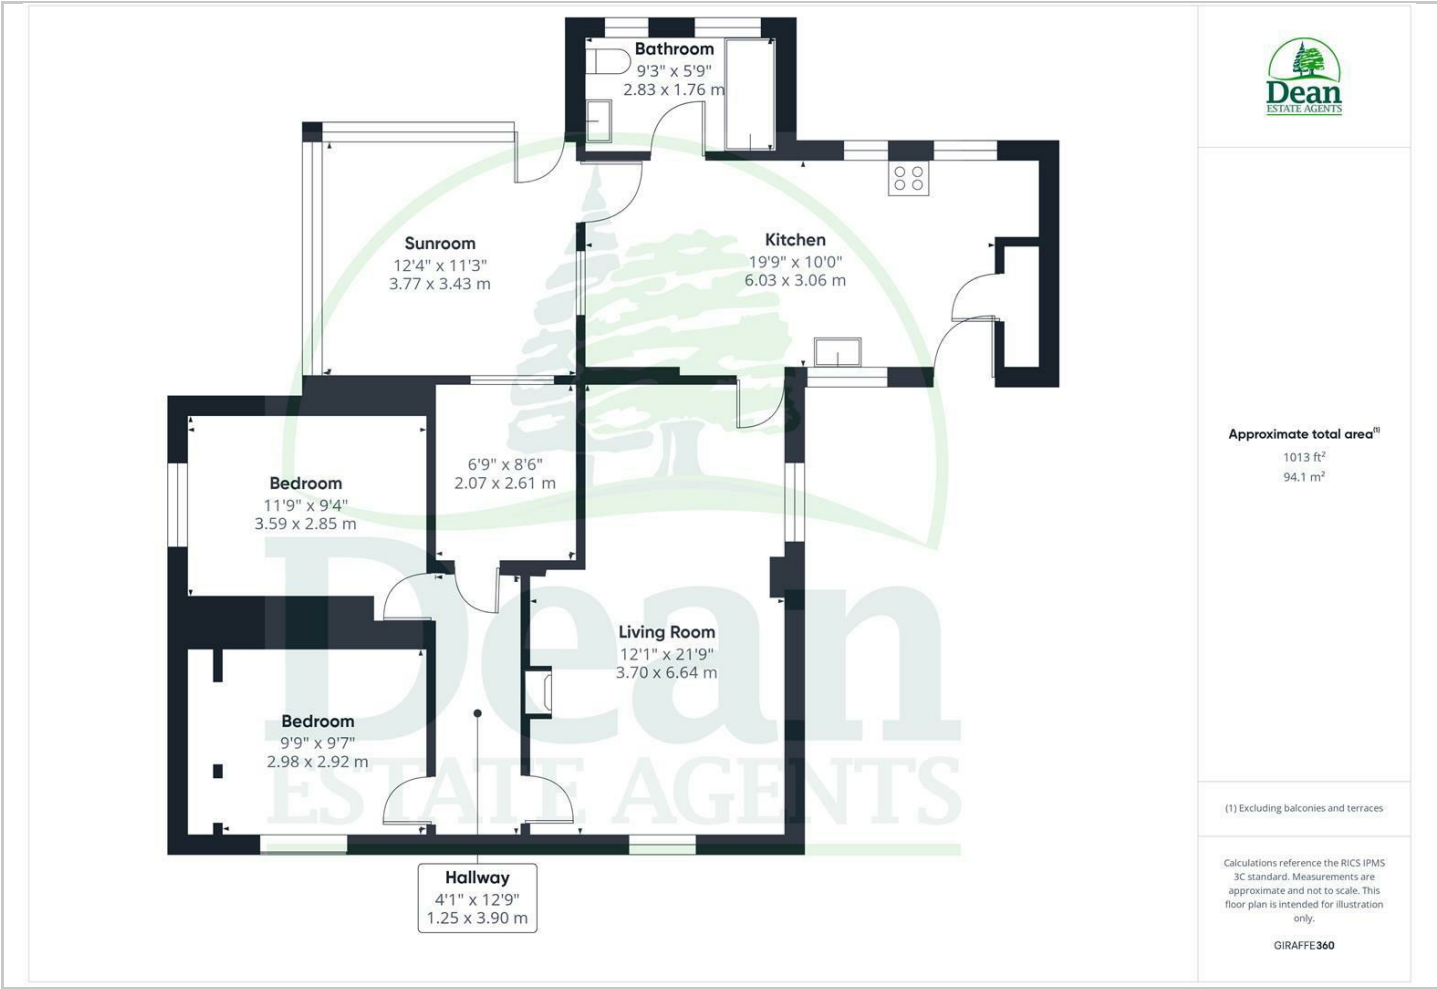 Bathroom
9'3" x 5'9"
2.83 x 1.76 m
Sunroom
12'4" x 11'3"
3.77 x 3.43 m
Kitchen
19'9" x 10'0"
6.03 x 3.06 m
Bedroom
11'9" x 9'4"
3.59 x 2.85 m
6'9" x 8'6"
2.07 x 2.61 m
Living Room
12'1" x 21'9"
3.70 x 6.64 m
Bedroom
9'9" x 9'7"
2.98 x 2.92 m
Hallway
4'1" x 12'9"
1.25 x 3.90 m
Dean
ESTATE AGENTS
Dean
ESTATE AGENTS
Approximate total area⁽¹⁾
1013 ft²
94.1 m²
(1) Excluding balconies and terraces
Calculations reference the RICS IPMS
3C standard. Measurements are
approximate and not to scale. This
floor plan is intended for illustration
only.
GIRAFFE360